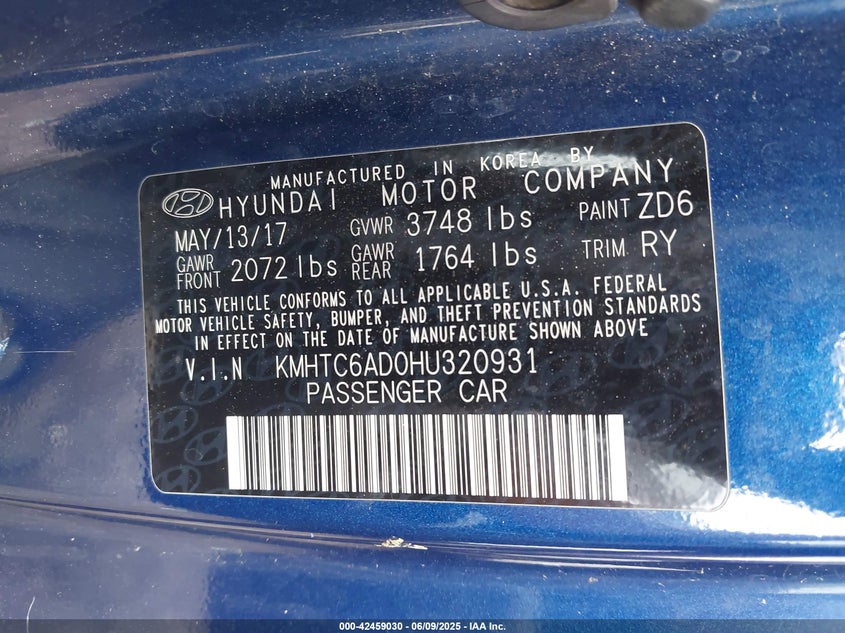 MANUFACTURED IN KOREA BY
HYUNDAI MOTOR COMPANY
MAY/13/17 GVWR 3748 lbs PAINT ZD6
GAWR FRONT 2072 lbs GAWR REAR 1764 lbs TRIM RY
THIS VEHICLE CONFORMS TO ALL APPLICABLE U.S.A. FEDERAL
MOTOR VEHICLE SAFETY, BUMPER, AND THEFT PREVENTION STANDARDS
IN EFFECT ON THE DATE OF MANUFACTURE SHOWN ABOVE
V.I.N KMHTC6AD0HU320931
PASSENGER CAR
000-42459030 - 06/09/2025 - IAA Inc.